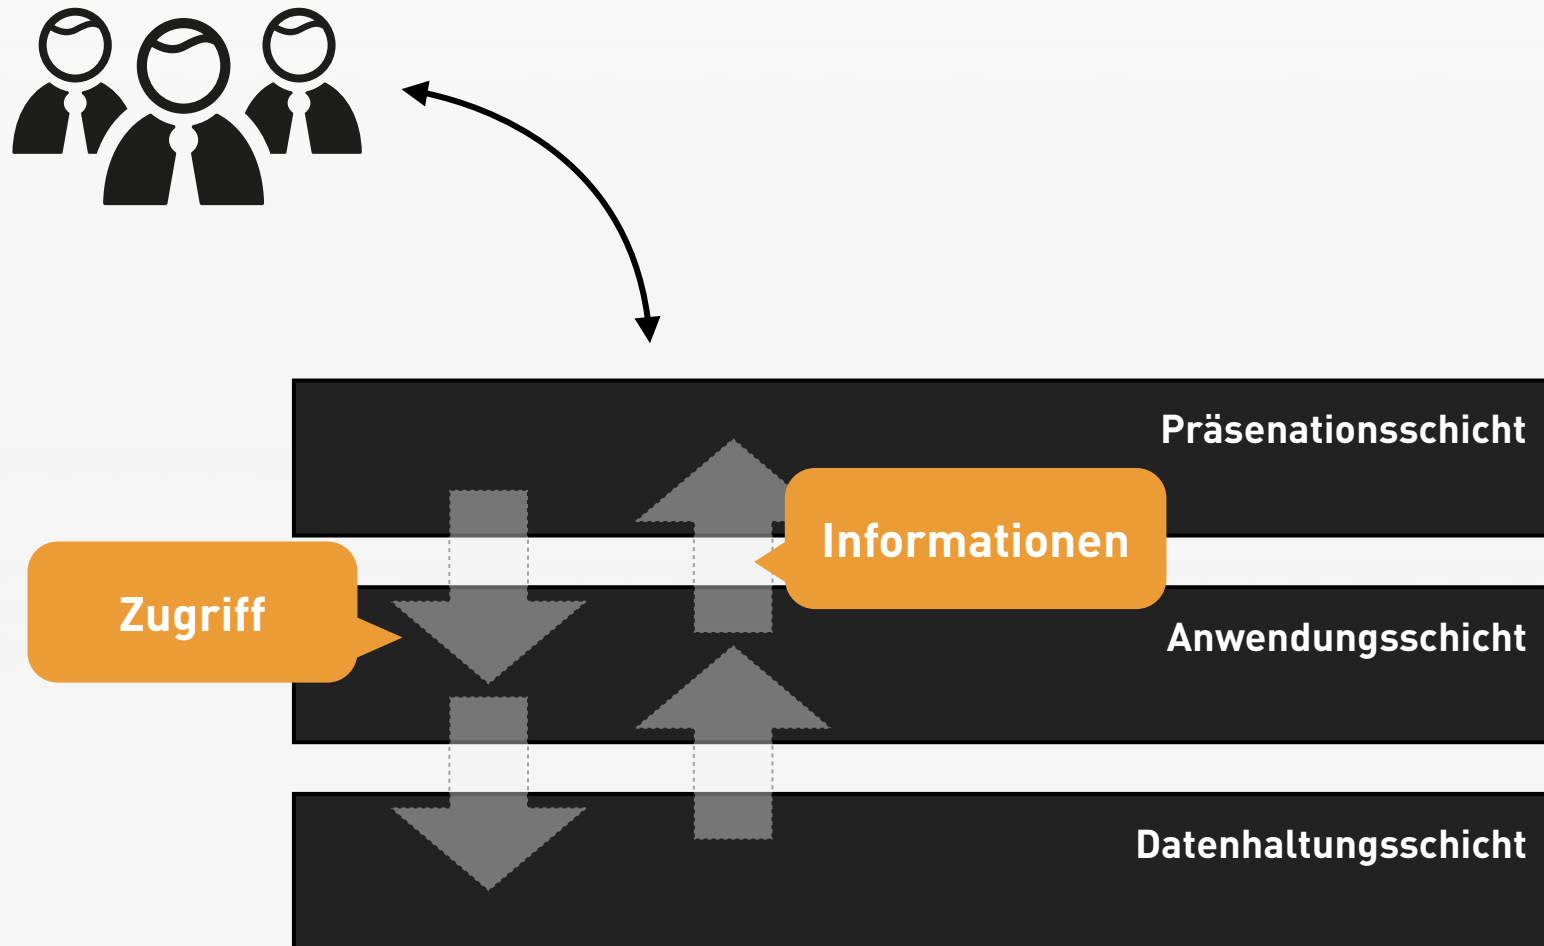 Präsenationsschicht
Informationen
Zugriff
Anwendungsschicht
Datenhaltungsschicht